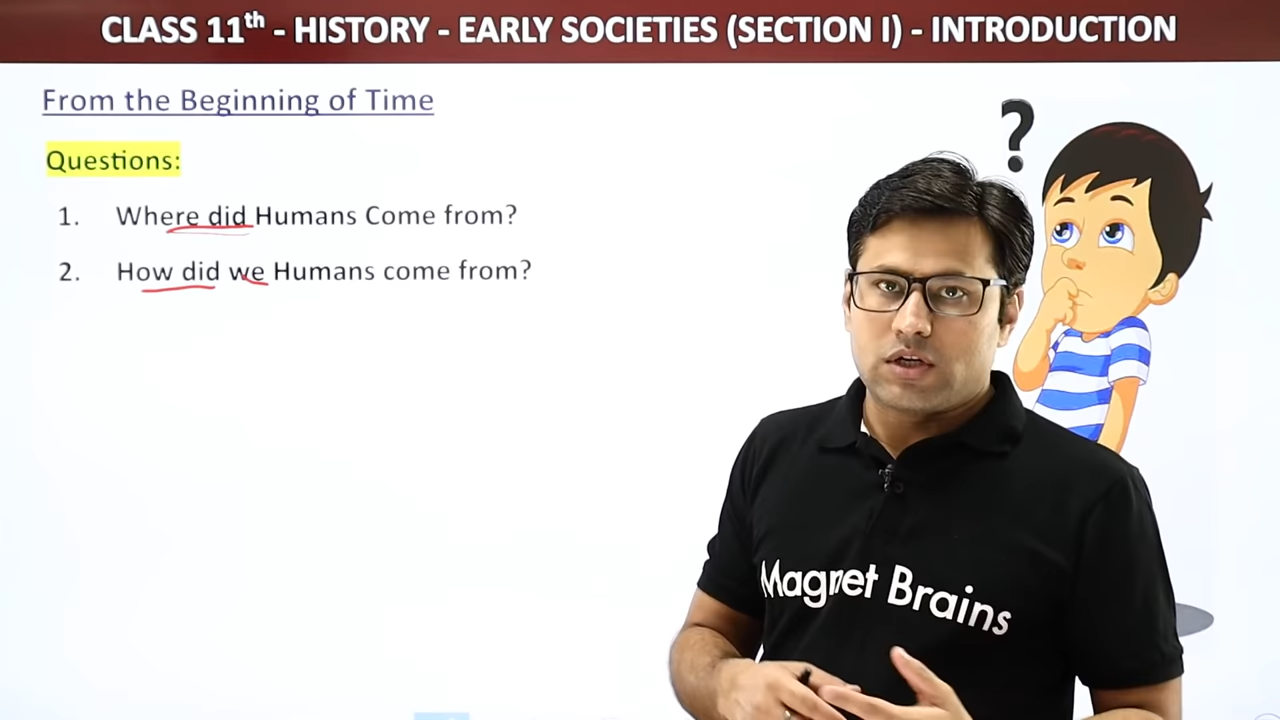 CLASS 11th - HISTORY - EARLY SOCIETIES (SECTION I) - INTRODUCTION
From the Beginning of Time
Questions:
1. Where did Humans Come from?
2. How did we Humans come from?
?
Magnet Brains